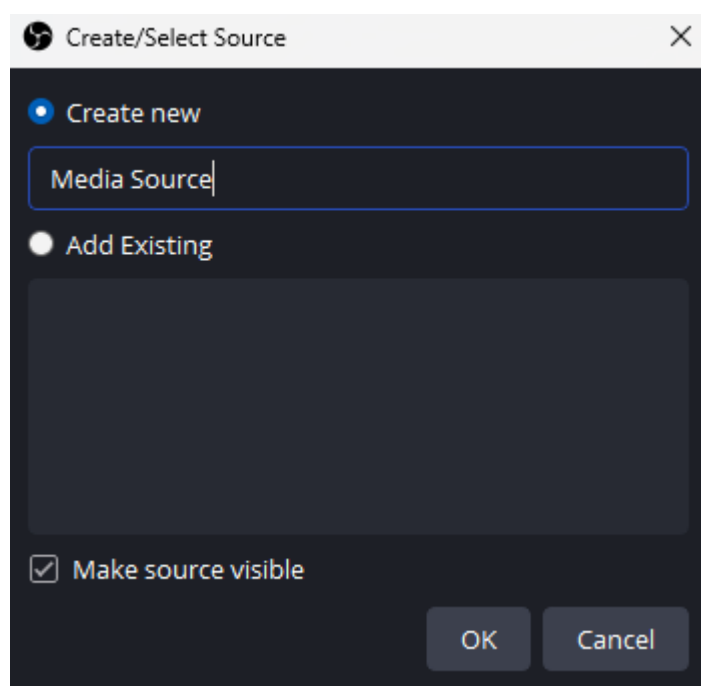 Create/Select Source
Create new
Media Source
Add Existing
Make source visible
OK Cancel